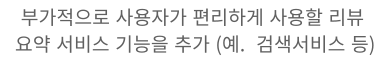 부가적으로 사용자가 편리하게 사용할 리뷰
요약 서비스 기능을 추가 (예. 검색서비스 등)